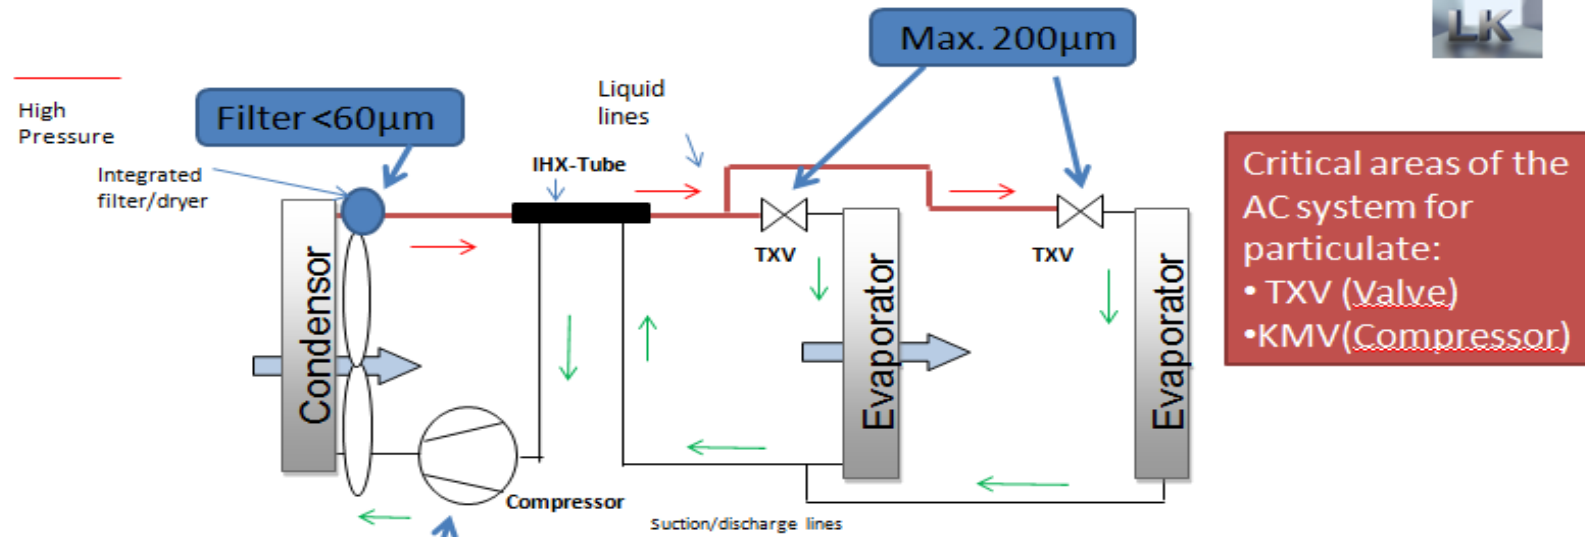 LK
Max. 200µm
High
Pressure
Filter <60µm
Liquid
lines
Integrated
filter/dryer
IHX-Tube
Critical areas of the
AC system for
particulate:
• TXV (Valve)
•KMV(Compressor)
TXV
TXV
Condensor
Evaporator
Evaporator
Compressor
Suction/discharge lines